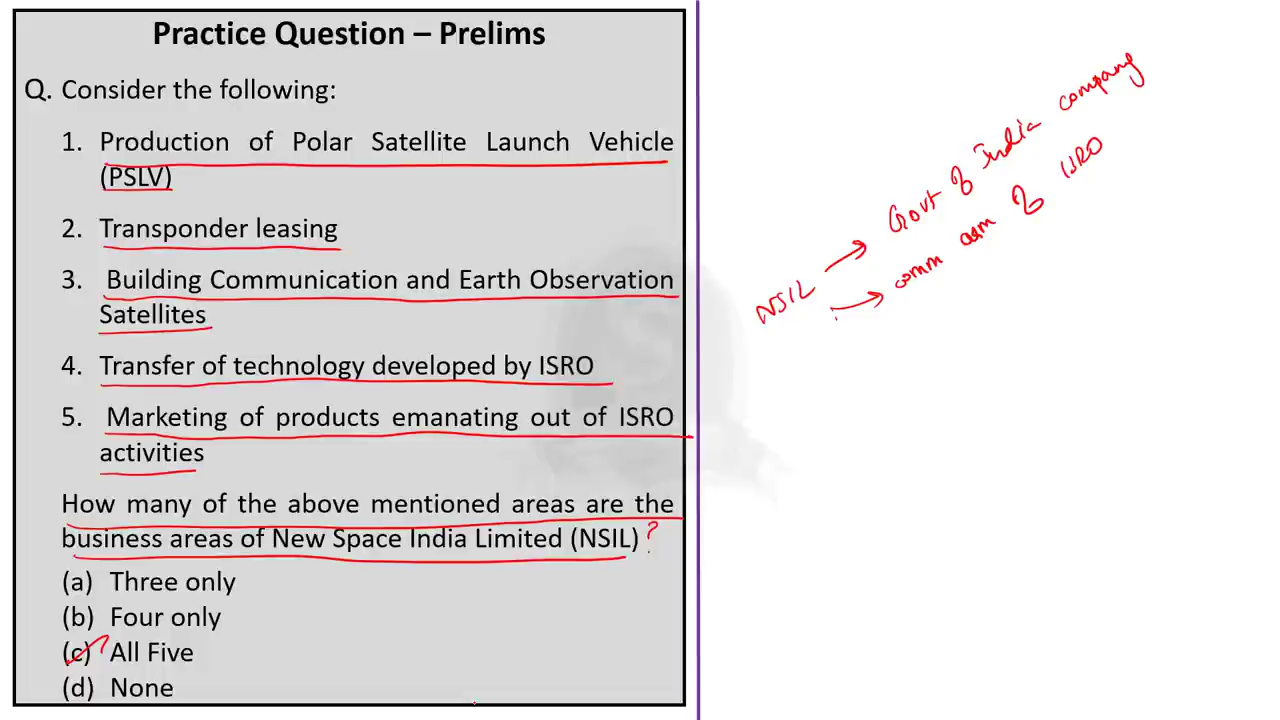 Practice Question – Prelims
Q. Consider the following:
1. Production of Polar Satellite Launch Vehicle
(PSLV)
2. Transponder leasing
3. Building Communication and Earth Observation
Satellites
4. Transfer of technology developed by ISRO
5. Marketing of products emanating out of ISRO
activities
How many of the above mentioned areas are the
business areas of New Space India Limited (NSIL) ?
(a) Three only
(b) Four only
(c) All Five
(d) None
NSIL → Govt of India company
→ comm arm of ISRO